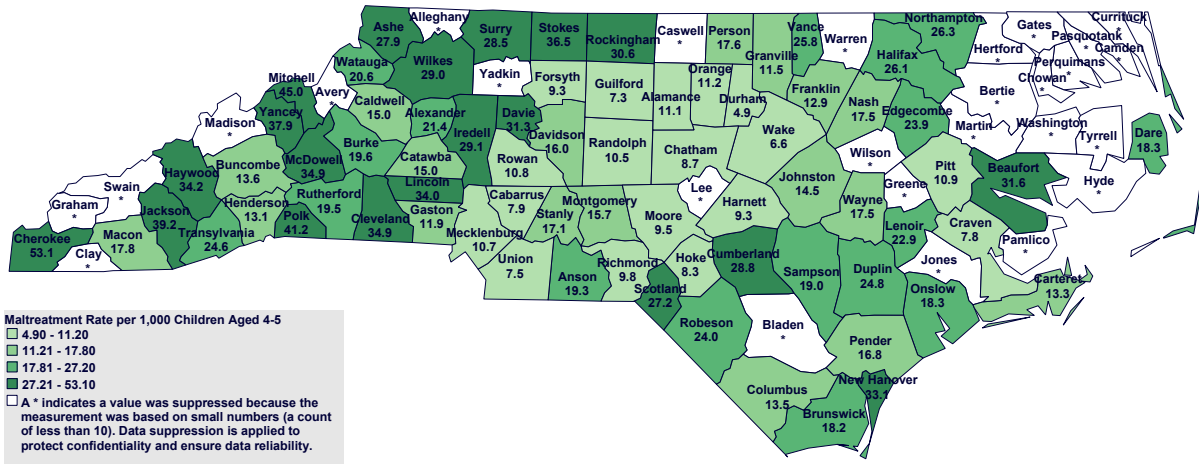 Ashe
27.9
Alleghany
*
Surry
28.5
Stokes
36.5
Rockingham
30.6
Caswell
*
Person
17.6
Granville
11.5
Vance
25.8
Warren
*
Northampton
26.3
Halifax
26.1
Hertford
*
Gates
*
Currituck
*
Pasquotank
*
Camden
*
Perquimans
*
Chowan
*
Bertie
*
Watauga
20.6
Wilkes
29.0
Yadkin
*
Forsyth
9.3
Guilford
7.3
Alamance
11.1
Orange
11.2
Durham
4.9
Franklin
12.9
Nash
17.5
Edgecombe
23.9
Martin
*
Washington
*
Tyrrell
*
Dare
18.3
Mitchell
45.0
Avery
*
Caldwell
15.0
Alexander
21.4
Iredell
29.1
Davie
31.3
Davidson
16.0
Randolph
10.5
Chatham
8.7
Wake
6.6
Wilson
*
Pitt
10.9
Beaufort
31.6
Hyde
*
Madison
*
Yancey
37.9
Burke
19.6
Catawba
15.0
Rowan
10.8
Lee
*
Johnston
14.5
Greene
*
Haywood
34.2
Buncombe
13.6
McDowell
34.9
Lincoln
34.0
Cabarrus
7.9
Stanly
17.1
Montgomery
15.7
Moore
9.5
Harnett
9.3
Wayne
17.5
Lenoir
22.9
Craven
7.8
Pamlico
*
Swain
*
Graham
*
Jackson
39.2
Henderson
13.1
Rutherford
19.5
Polk
41.2
Cleveland
34.9
Gaston
11.9
Mecklenburg
10.7
Cherokee
53.1
Clay
*
Macon
17.8
Transylvania
24.6
Union
7.5
Anson
19.3
Richmond
9.8
Scotland
27.2
Hoke
8.3
Cumberland
28.8
Sampson
19.0
Duplin
24.8
Jones
*
Onslow
18.3
Carteret
13.3
Robeson
24.0
Bladen
*
Pender
16.8
Columbus
13.5
New Hanover
33.1
Brunswick
18.2
Maltreatment Rate per 1,000 Children Aged 4-5
4.90 - 11.20
11.21 - 17.80
17.81 - 27.20
27.21 - 53.10
A * indicates a value was suppressed because the
measurement was based on small numbers (a count
of less than 10). Data suppression is applied to
protect confidentiality and ensure data reliability.